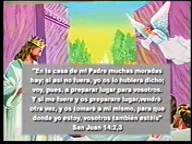 "En la casa de mi Padre muchas moradas
hay; si así no fuera, yo os lo hubiera dicho;
voy, pues, a preparar lugar para vosotros.
Y si me fuere y os preparare lugar,vendré
otra vez, y os tomaré a mí mismo, para que
donde yo estoy, vosotros también estéis"
San Juan 14:2,3